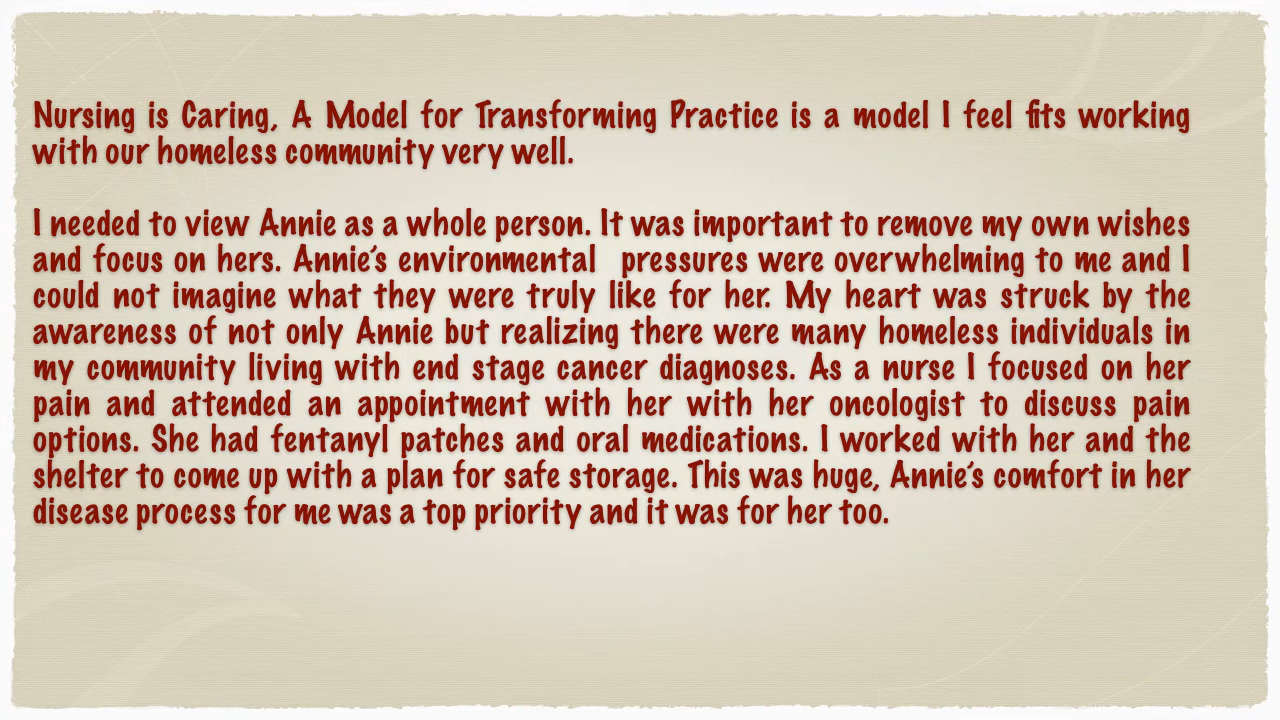 Nursing is Caring, A Model for Transforming Practice is a model I feel fits working
with our homeless community very well.
I needed to view Annie as a whole person. It was important to remove my own wishes
and focus on hers. Annie’s environmental  pressures were overwhelming to me and I
could not imagine what they were truly like for her. My heart was struck by the
awareness of not only Annie but realizing there were many homeless individuals in
my community living with end stage cancer diagnoses. As a nurse I focused on her
pain and attended an appointment with her with her oncologist to discuss pain
options. She had fentanyl patches and oral medications. I worked with her and the
shelter to come up with a plan for safe storage. This was huge, Annie’s comfort in her
disease process for me was a top priority and it was for her too.